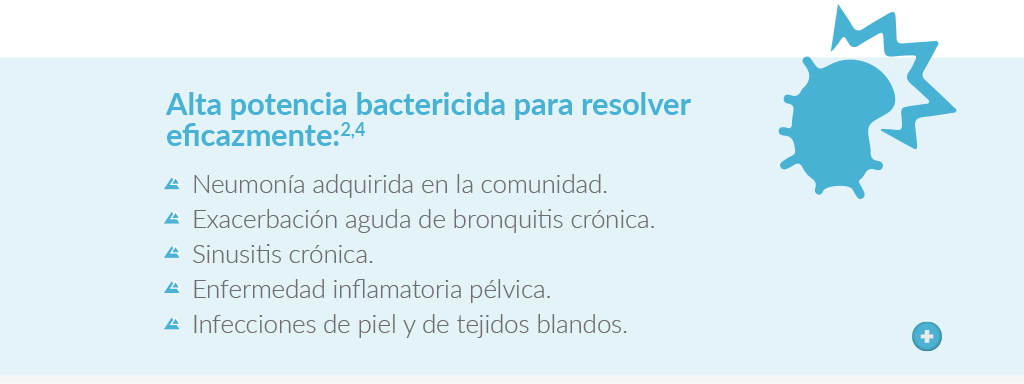 Alta potencia bactericida para resolver
eficazmente:2,4
Neumonía adquirida en la comunidad.
Exacerbación aguda de bronquitis crónica.
Sinusitis crónica.
Enfermedad inflamatoria pélvica.
Infecciones de piel y de tejidos blandos.